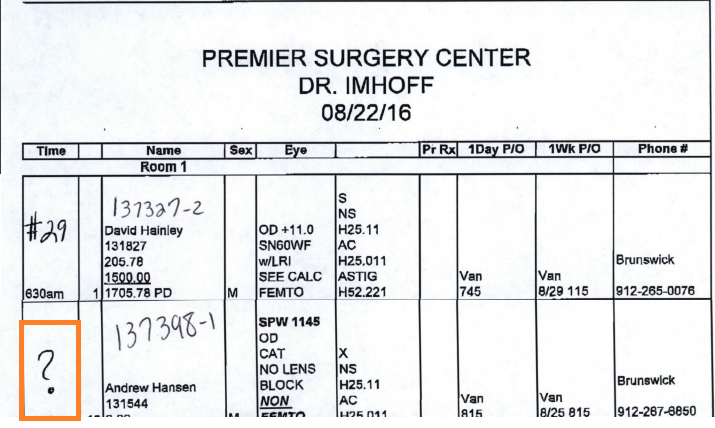 PREMIER SURGERY CENTER
DR. IMHOFF
08/22/16
Time Name Sex Eye Pr Rx 1Day P/O 1Wk P/O Phone #
Room 1
#29
137327-2
David Hainley
131827
205.78
1500.00
630am 1 1705.78 PD
M
OD +11.0
SN60WF
w/LRI
SEE CALC
FEMTO
S
NS
H25.11
AC
H25.011
ASTIG
H52.221
Van
745
Van
8/29 115
Brunswick
912-265-0076
?
137398-1
Andrew Hansen
131544
M
SPW 1145
OD
CAT
NO LENS
BLOCK
NON
FEMTO
X
NS
H25.11
AC
H25.011
Van
815
Van
8/25 815
Brunswick
912-267-6850